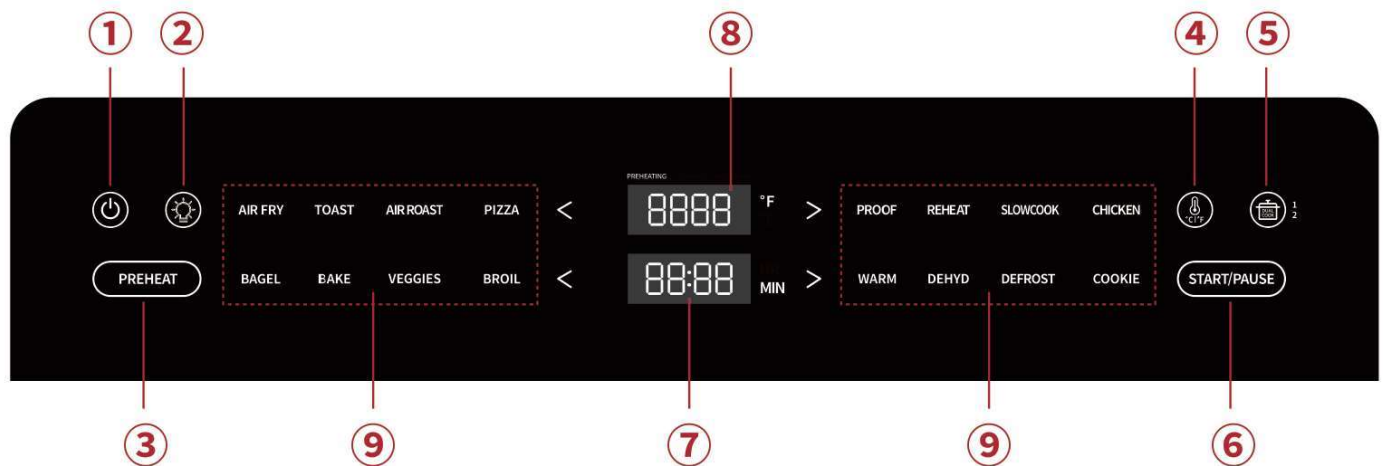 ① ② ⑧ ④ ⑤
PREHEATING
AIR FRY TOAST AIR ROAST PIZZA < 8888 °F > PROOF REHEAT SLOWCOOK CHICKEN °C|°F DUAL COOK 1 2
PREHEAT BAGEL BAKE VEGGIES BROIL < 88:88 MIN > WARM DEHYD DEFROST COOKIE START/PAUSE
③ ⑨ ⑦ ⑨ ⑥